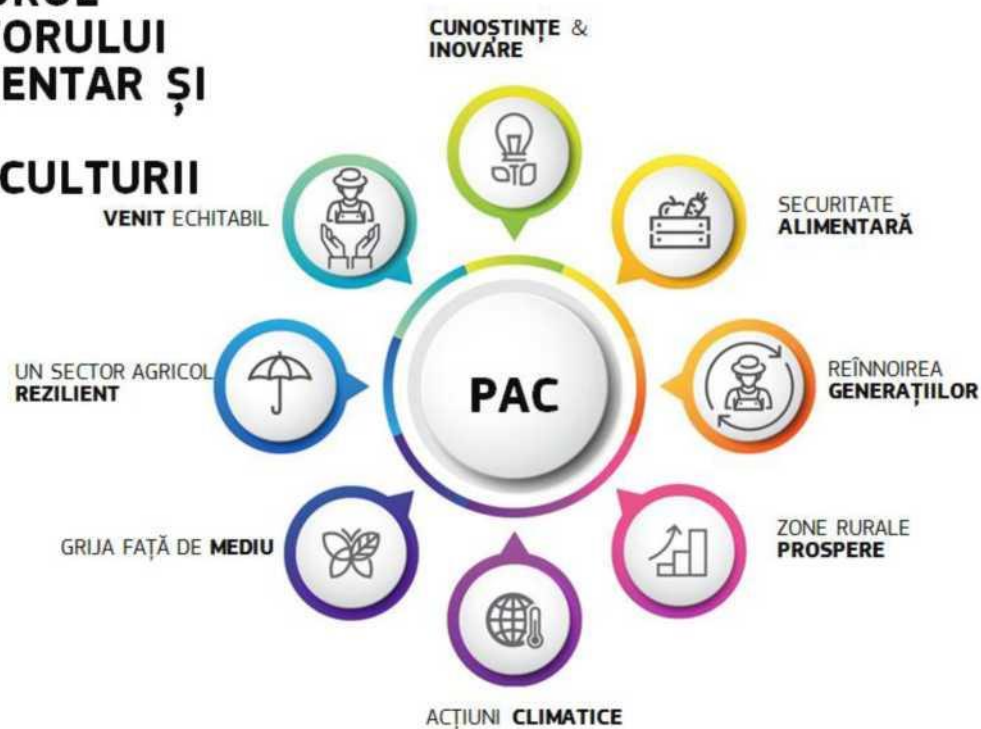 TORULUI
ENTAR ȘI
CULTURII
CUNOȘTINȚE &
INOVARE
VENIT ECHITABIL
SECURITATE
ALIMENTARĂ
UN SECTOR AGRICOL
REZILIENT
PAC
REÎNNOIREA
GENERAȚIILOR
GRIJA FAȚĂ DE MEDIU
ZONE RURALE
PROSPERE
ACȚIUNI CLIMATICE